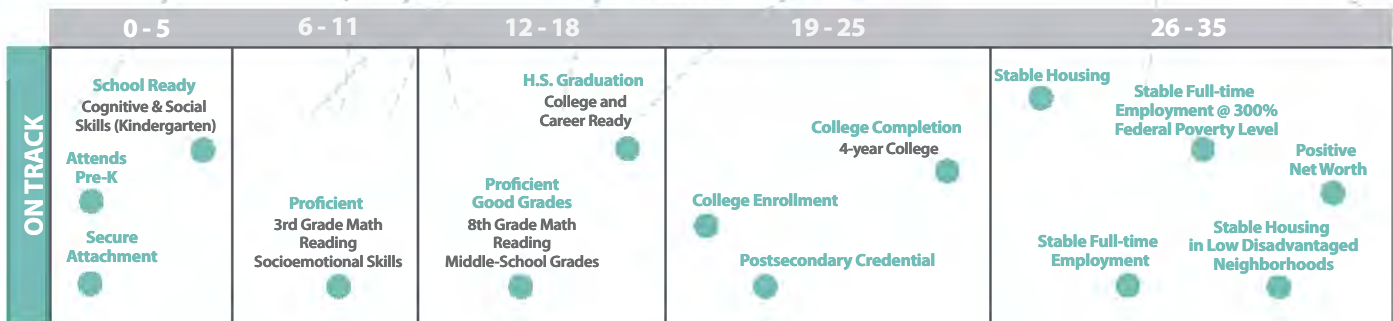 0 - 5
6 - 11
12 - 18
19 - 25
26 - 35
ON TRACK
School Ready
Cognitive & Social
Skills (Kindergarten)
Attends
Pre-K
Secure
Attachment
Proficient
3rd Grade Math
Reading
Socioemotional Skills
H.S. Graduation
College and
Career Ready
Proficient
Good Grades
8th Grade Math
Reading
Middle-School Grades
College Completion
4-year College
College Enrollment
Postsecondary Credential
Stable Housing
Stable Full-time
Employment @ 300%
Federal Poverty Level
Positive
Net Worth
Stable Full-time
Employment
Stable Housing
in Low Disadvantaged
Neighborhoods